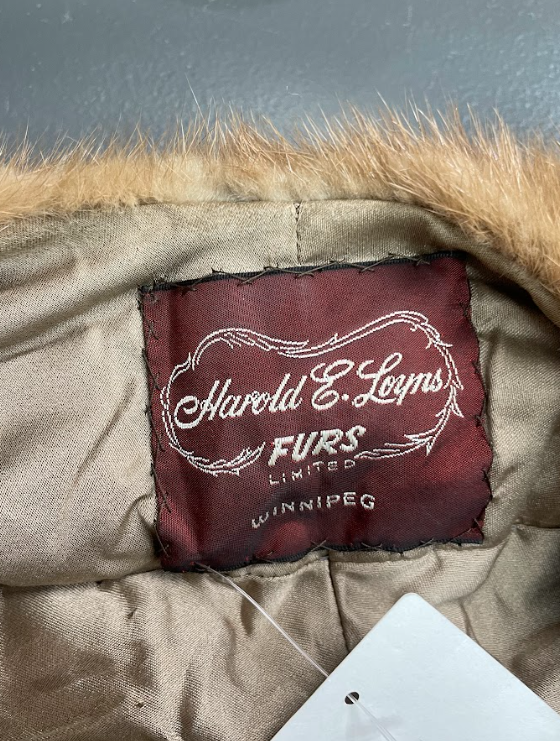 Harold E. Loyns
FURS
LIMITED
WINNIPEG